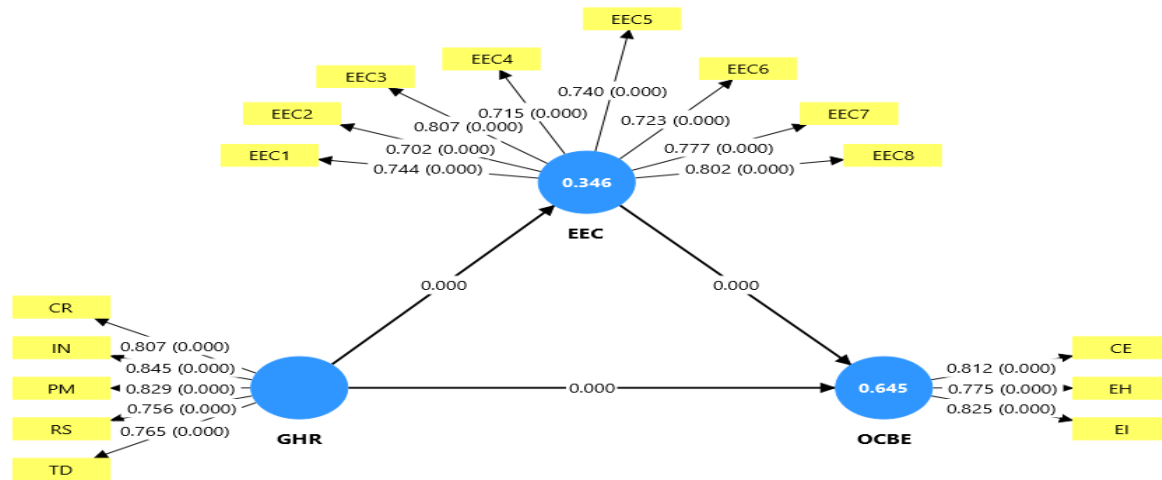 EEC5
EEC4
EEC6
EEC3
0.740 (0.000)
EEC2
0.715 (0.000)
EEC7
0.807 (0.000)
0.723 (0.000)
EEC1
0.702 (0.000)
0.777 (0.000)
EEC8
0.744 (0.000)
0.802 (0.000)
0.346
EEC
0.000
0.000
CR
0.807 (0.000)
IN
0.845 (0.000)
PM
0.829 (0.000)
RS
0.756 (0.000)
TD
0.765 (0.000)
GHR
0.000
0.645
OCBE
0.812 (0.000)
CE
0.775 (0.000)
EH
0.825 (0.000)
EI